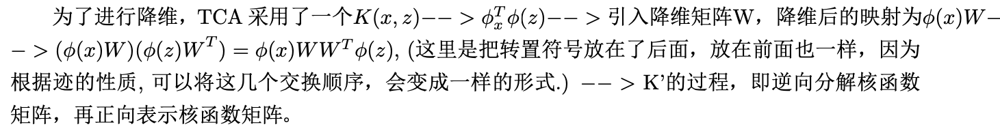 为了进行降维，TCA 采用了一个$K(x, z)--> \phi_x^T \phi(z)-->$引入降维矩阵W，降维后的映射为$\phi(x)W-$
$-> (\phi(x)W)(\phi(z)W^T) = \phi(x)WW^T\phi(z)$, (这里是把转置符号放在了后面，放在前面也一样，因为
根据迹的性质, 可以将这几个交换顺序，会变成一样的形式.) $-->$ K'的过程，即逆向分解核函数
矩阵，再正向表示核函数矩阵。